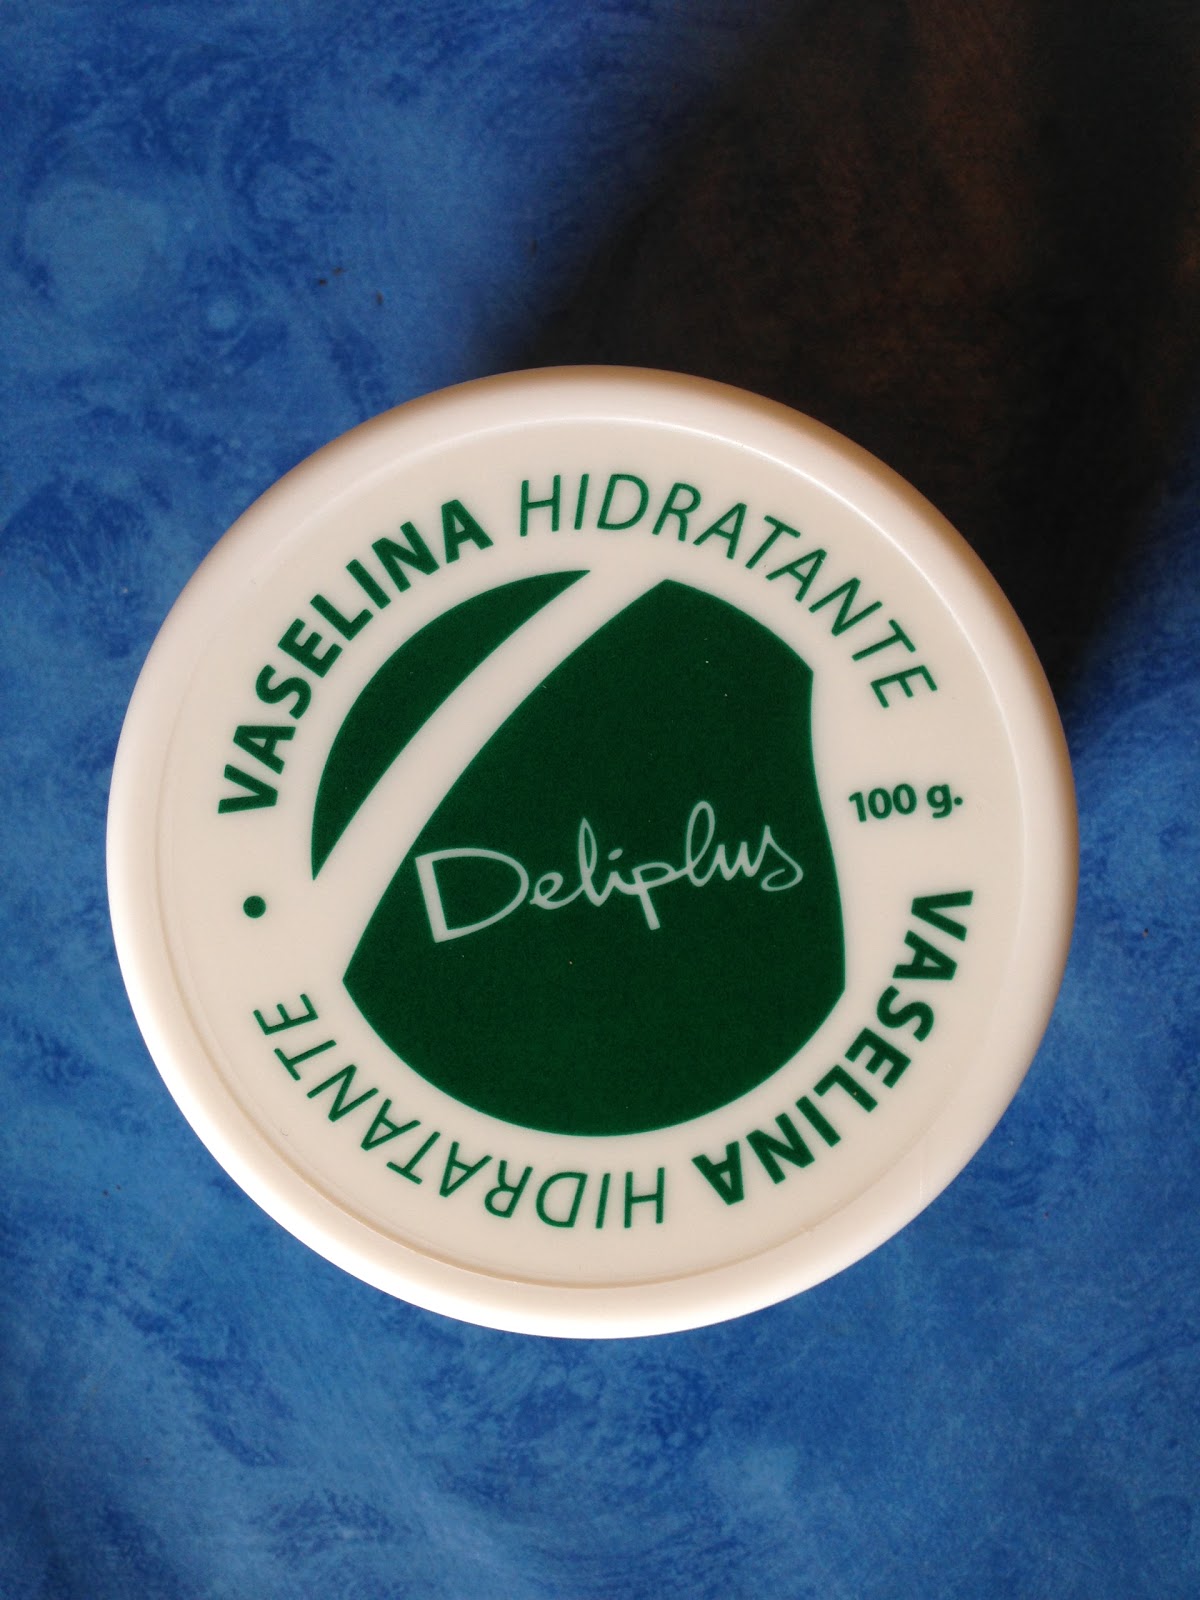 VASELINA HIDRATANTE
100 g.
Deliplus
VASELINA HIDRATANTE